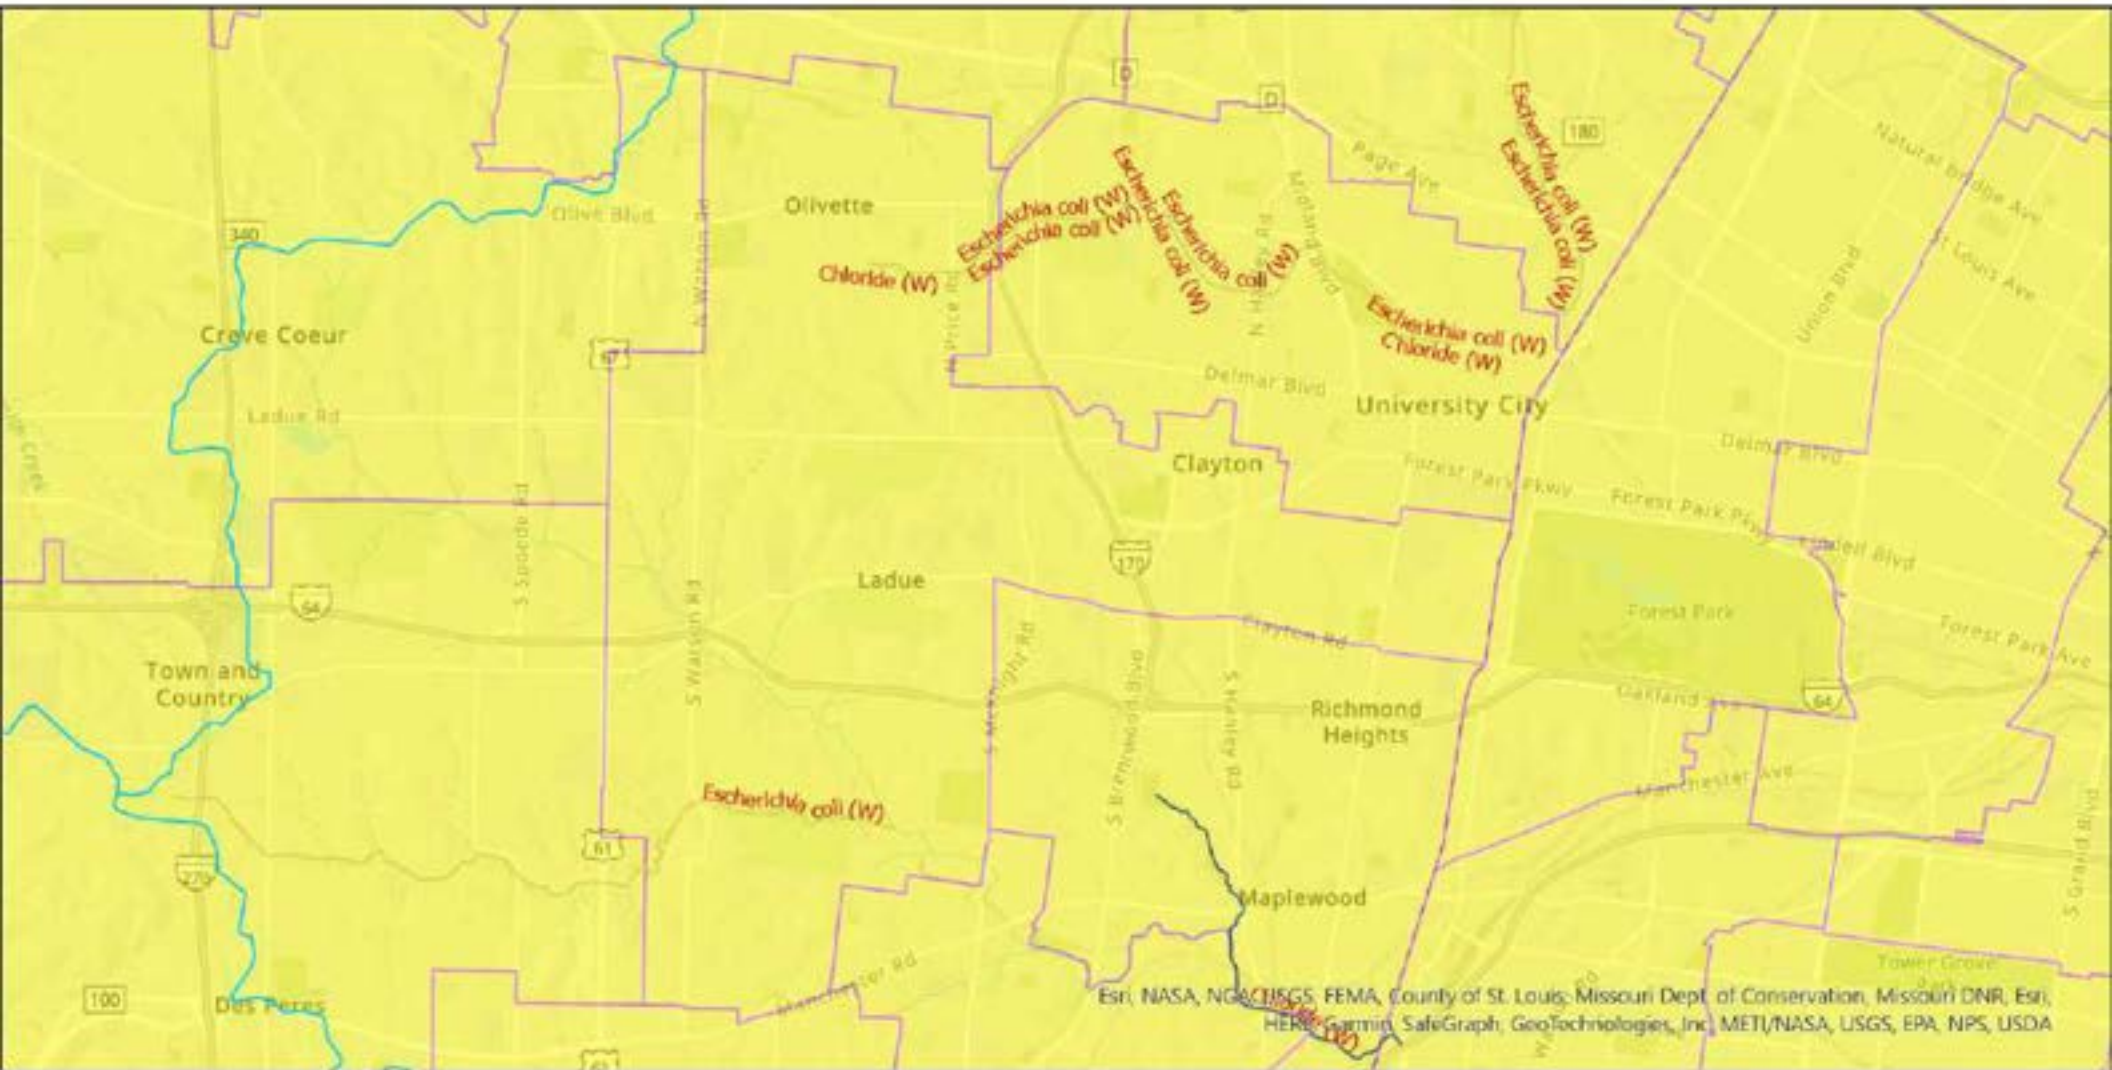 D
D
180
Natural Bridge Ave
Page Ave
Escherichia coli (W)
Escherichia coli (W)
Olivette
Olive Blvd
N Warson Rd
Escherichia coli (W)
Escherichia coli (W)
Escherichia coli (W)
Escherichia coli (W)
Midland Blvd
340
St Louis Ave
Union Blvd
Chloride (W)
N Price Rd
Escherichia coli (W)
Chloride (W)
Creve Coeur
67
Delmar Blvd
University City
Ladue Rd
Creek
Delmar Blvd
Clayton
Forest Park Pkwy
Forest Park Pkwy
Lindell Blvd
S Spoede Rd
170
Ladue
64
Forest Park
Clayton Rd
Forest Park Ave
S Warson Rd
Town and
Country
S McKnight Rd
S Brentwood Blvd
S Hanley Rd
Richmond
Heights
Oakland
64
Manchester Ave
Escherichia coli (W)
S Grand Blvd
61
270
Maplewood
Manchester Rd
Tower Grove
100
Des Peres
Esri, NASA, NGA, USGS, FEMA, County of St. Louis, Missouri Dept. of Conservation, Missouri DNR, Esri,
HERE, Garmin, SafeGraph, GeoTechnologies, Inc, METI/NASA, USGS, EPA, NPS, USDA